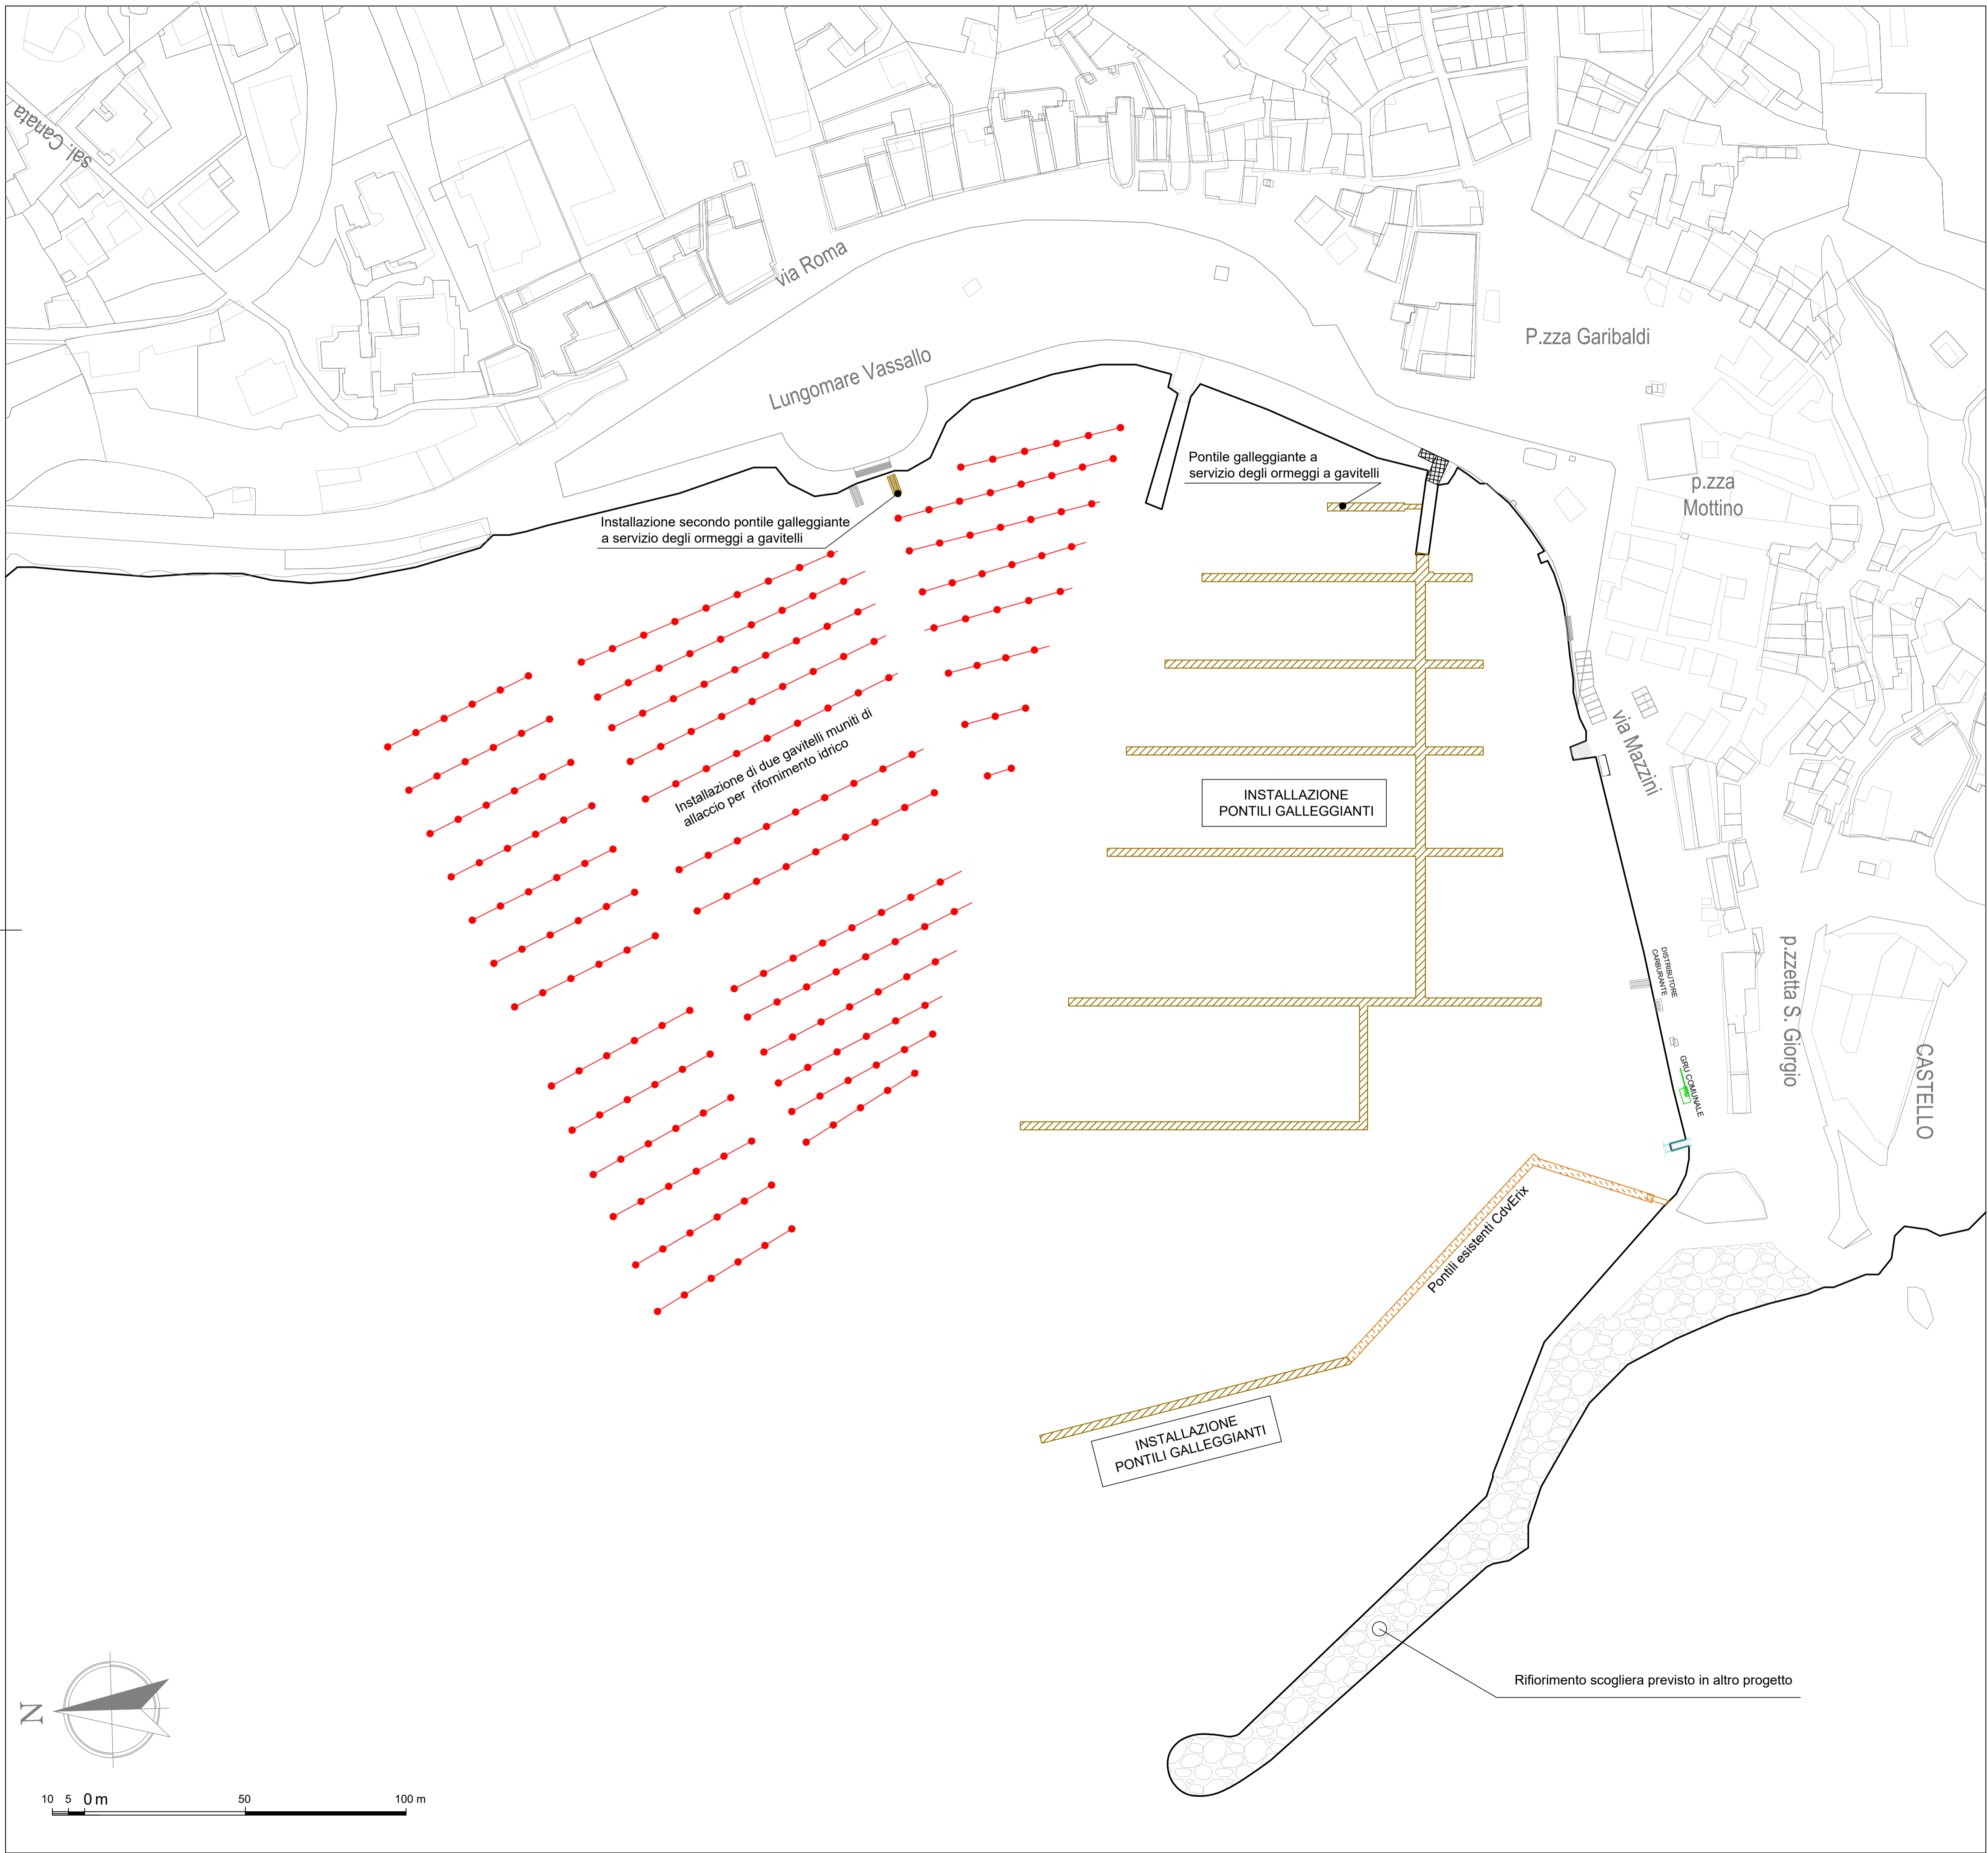 sal. Canata
via Roma
Lungomare Vassallo
P.zza Garibaldi
Pontile galleggiante a
servizio degli ormeggi a gavitelli
p.zza
Mottino
Installazione secondo pontile galleggiante
a servizio degli ormeggi a gavitelli
Installazione di due gavitelli muniti di
allaccio per rifornimento idrico
via Mazzini
INSTALLAZIONE
PONTILI GALLEGGIANTI
DISTRIBUTORE
CARBURANTE
p.zzetta S. Giorgio
CASTELLO
GRU COMUNALE
Pontili esistenti CdvErix
INSTALLAZIONE
PONTILI GALLEGGIANTI
Rifiorimento scogliera previsto in altro progetto
N
10 5 0 m 50 100 m